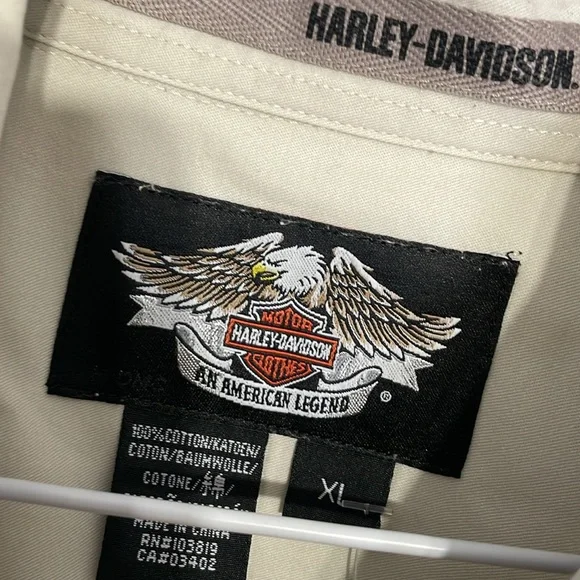 HARLEY-DAVIDSON.
MOTOR
HARLEY-DAVIDSON
CLOTHES
AN AMERICAN LEGEND
®
100%COTTON/KATOEN/
COTON/BAUMWOLLE/
COTONE/綿/
MADE IN CHINA
RN#103819
CA#03402
XL